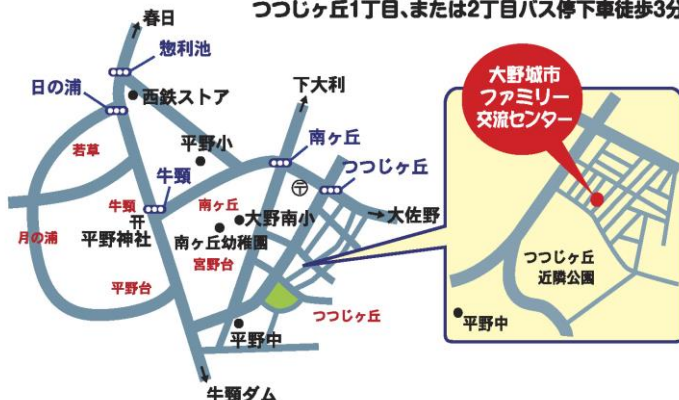 つつじヶ丘1丁目、または2丁目バス停下車徒歩3分
春日
惣利池
日の浦
西鉄ストア
下大利
大野城市
ファミリー
交流センター
若草
平野小
南ヶ丘
つつじヶ丘
牛頸
牛頸
南ヶ丘
〒
大野南小
大佐野
平野神社
南ヶ丘幼稚園
月の浦
宮野台
平野台
つつじヶ丘
平野中
牛頸ダム
つつじヶ丘
近隣公園
平野中